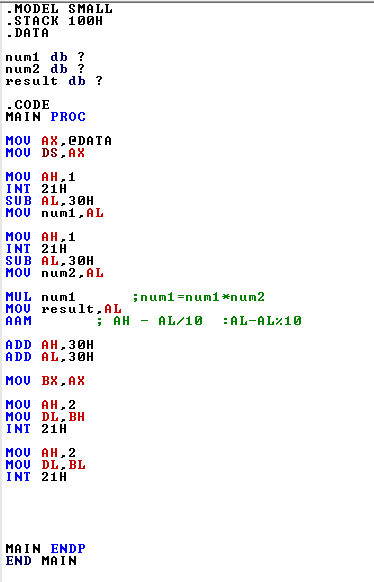 .MODEL SMALL
.STACK 100H
.DATA
num1 db ?
num2 db ?
result db ?
.CODE
MAIN PROC
MOV AX,@DATA
MOV DS,AX
MOV AH,1
INT 21H
SUB AL,30H
MOV num1,AL
MOV AH,1
INT 21H
SUB AL,30H
MOV num2,AL
MUL num1 ;num1=num1*num2
MOV result,AL
AAM ; AH - AL/10 :AL-AL%10
ADD AH,30H
ADD AL,30H
MOV BX,AX
MOV AH,2
MOV DL,BH
INT 21H
MOV AH,2
MOV DL,BL
INT 21H
MAIN ENDP
END MAIN